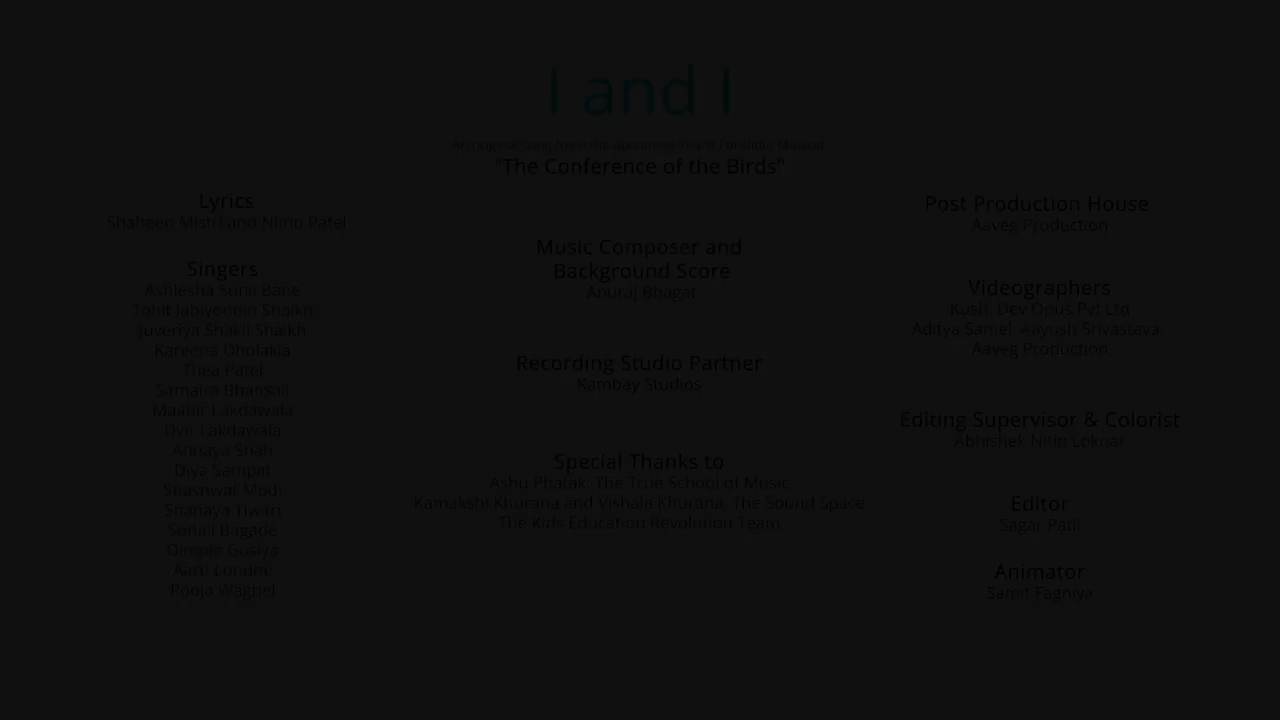 I and I
"The Conference of the Birds"
Lyrics
Shaheen Mistri and Nimo Patel
Singers
Ashlesha Sunil Bane
Tohit Jabiyoddin Shaikh
Juveriya Shakil Shaikh
Kareena Dholakia
Thea Patel
Samaira Bhansali
Maahir Lakdawala
Dvir Lakdawala
Annaya Shah
Diya Sampat
Shashwat Modi
Shanaya Tiwari
Sonali Bagade
Dimple Gusiya
Aarti Londhe
Pooja Waghel
Music Composer and
Background Score
Anuraj Bhagat
Recording Studio Partner
Kambay Studios
Special Thanks to
Ashu Phatak, The True School of Music
Kamakshi Khurana and Vishala Khurana, The Sound Space
The Kids Education Revolution Team
Post Production House
Aaveg Production
Videographers
Kush, Dev Opus Pvt Ltd
Aditya Samel, Aayush Srivastava
Aaveg Production
Editing Supervisor & Colorist
Abhishek Nitin
Editor
Sagar Patil
Animator
Samit